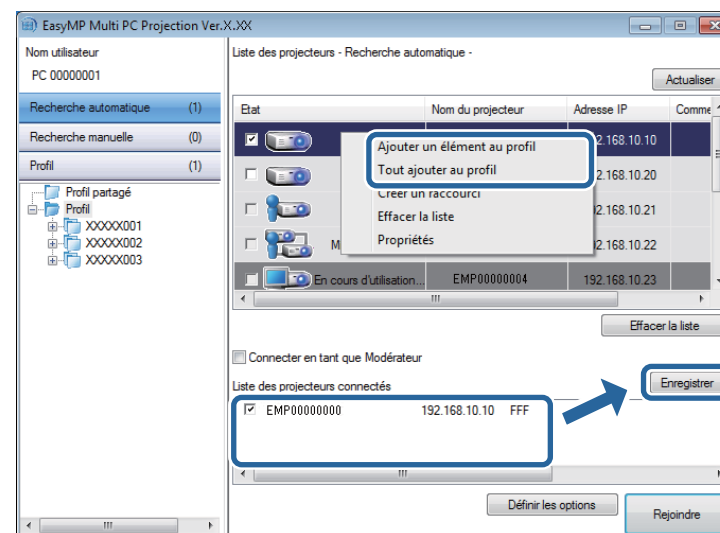 EasyMP Multi PC Projection Ver.X.XX
Nom utilisateur
PC 00000001
Recherche automatique (1)
Recherche manuelle (0)
Profil (1)
Profil partagé
Profil
XXXXX001
XXXXX002
XXXXX003
Liste des projecteurs - Recherche automatique -
Actualiser
Etat Nom du projecteur Adresse IP Comme
2.168.10.10
Ajouter un élément au profil
Tout ajouter au profil
Créer un raccourci
Effacer la liste
Propriétés
2.168.10.20
2.168.10.21
M 2.168.10.22
En cours d'utilisation... EMP00000004 192.168.10.23
Effacer la liste
Connecter en tant que Modérateur
Liste des projecteurs connectés
Enregistrer
EMP00000000 192.168.10.10 FFF
Définir les options
Rejoindre